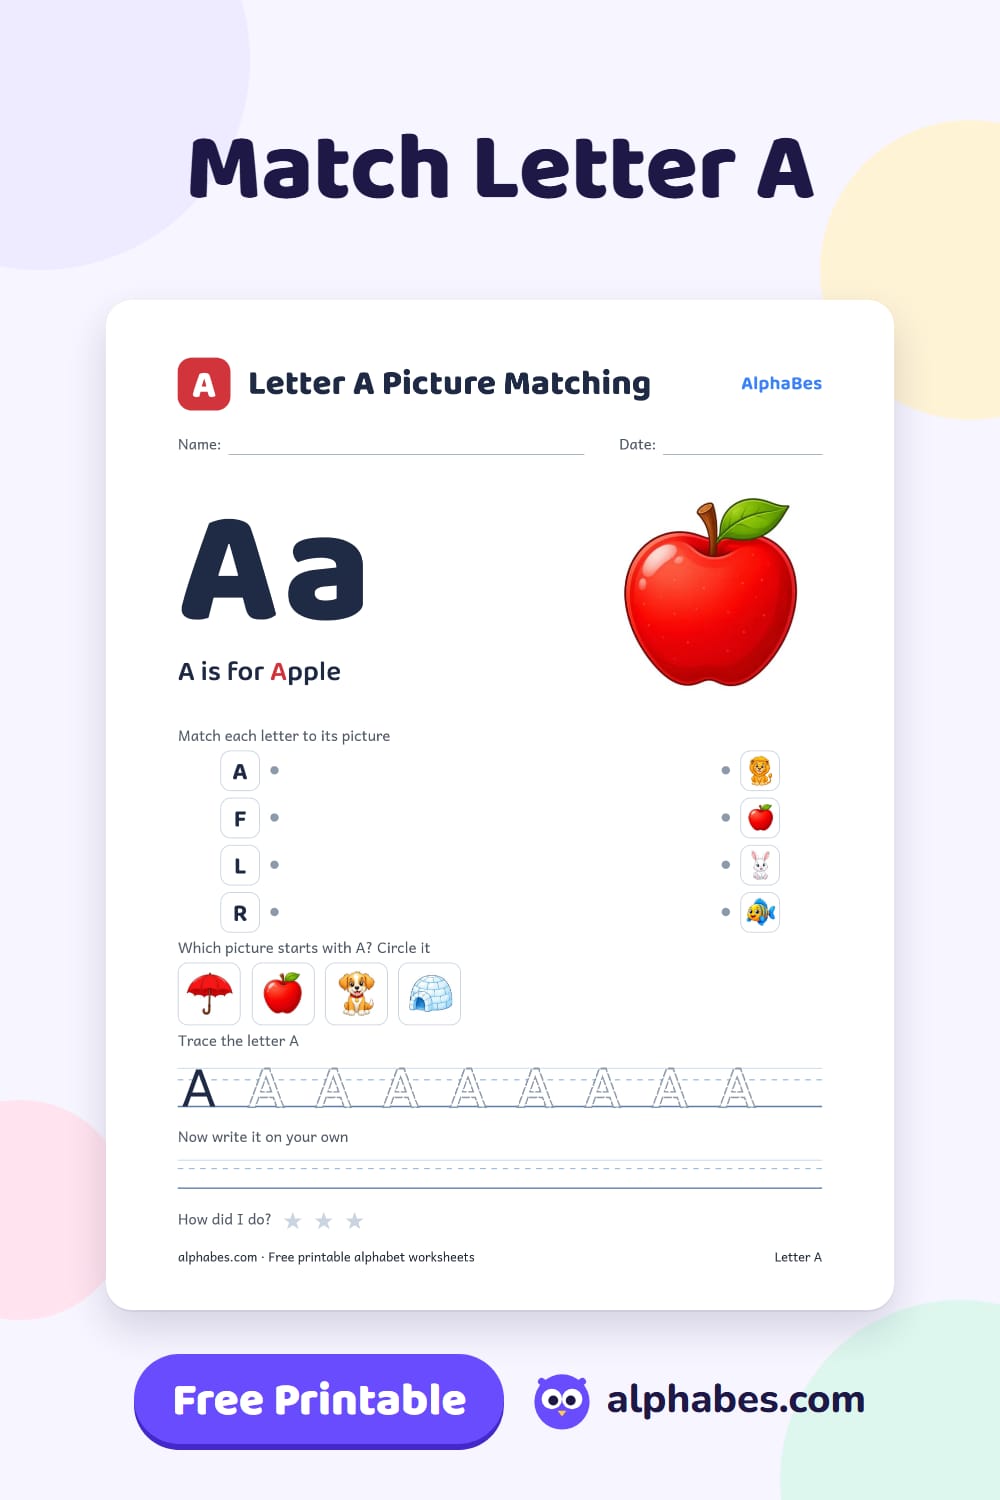 Match Letter A
A Letter A Picture Matching AlphaBes
Name: Date:
Aa
A is for Apple
Match each letter to its picture
A
F
L
R
Which picture starts with A? Circle it
Trace the letter A
A A A A A A A A A
Now write it on your own
How did I do?
alphabes.com · Free printable alphabet worksheets Letter A
Free Printable alphabes.com